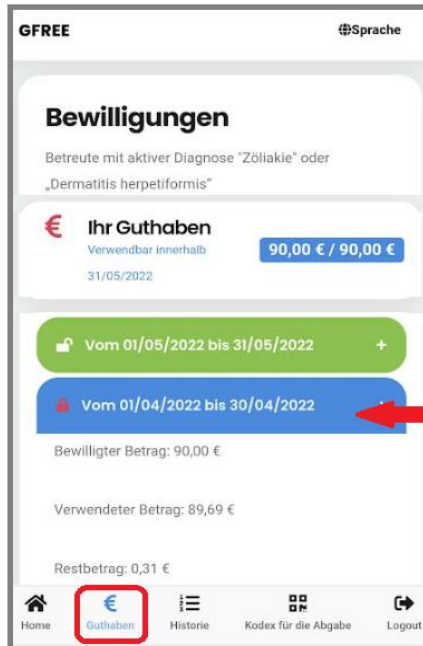 GFREE
Sprache
Bewilligungen
Betreute mit aktiver Diagnose "Zöliakie" oder
„Dermatitis herpetiformis“
€ Ihr Guthaben
Verwendbar innerhalb
31/05/2022
90,00 € / 90,00 €
Vom 01/05/2022 bis 31/05/2022 +
Vom 01/04/2022 bis 30/04/2022
Bewilligter Betrag: 90,00 €
Verwendeter Betrag: 89,69 €
Restbetrag: 0,31 €
Home
€ Guthaben
Historie
Kodex für die Abgabe
Logout